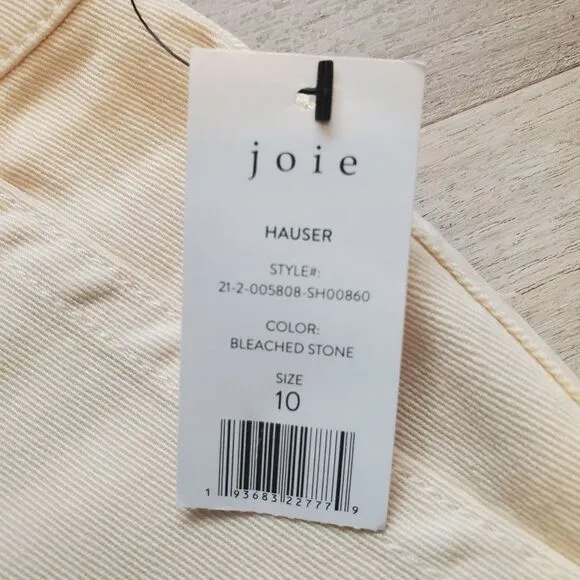 joie
HAUSER
STYLE#:
21-2-005808-SH00860
COLOR:
BLEACHED STONE
SIZE
10
1 93683 22777 9